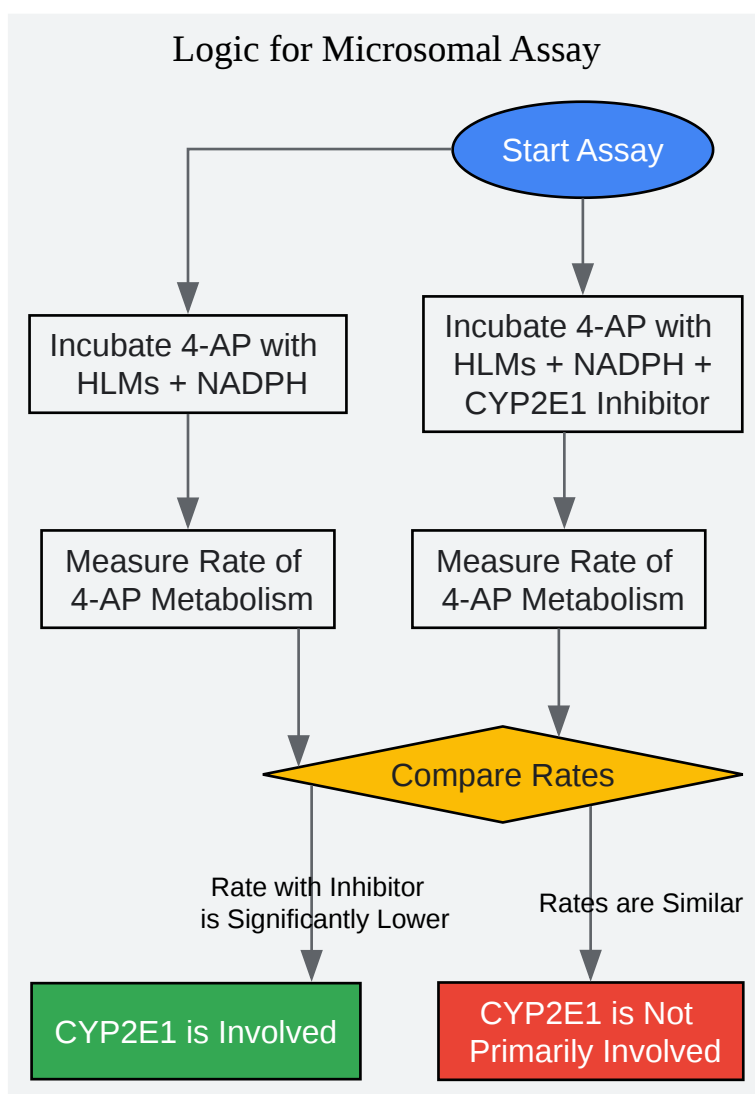 Logic for Microsomal Assay
Start Assay
Incubate 4-AP with
HLMs + NADPH
Incubate 4-AP with
HLMs + NADPH +
CYP2E1 Inhibitor
Measure Rate of
4-AP Metabolism
Measure Rate of
4-AP Metabolism
Compare Rates
Rate with Inhibitor
is Significantly Lower
Rates are Similar
CYP2E1 is Involved
CYP2E1 is Not
Primarily Involved